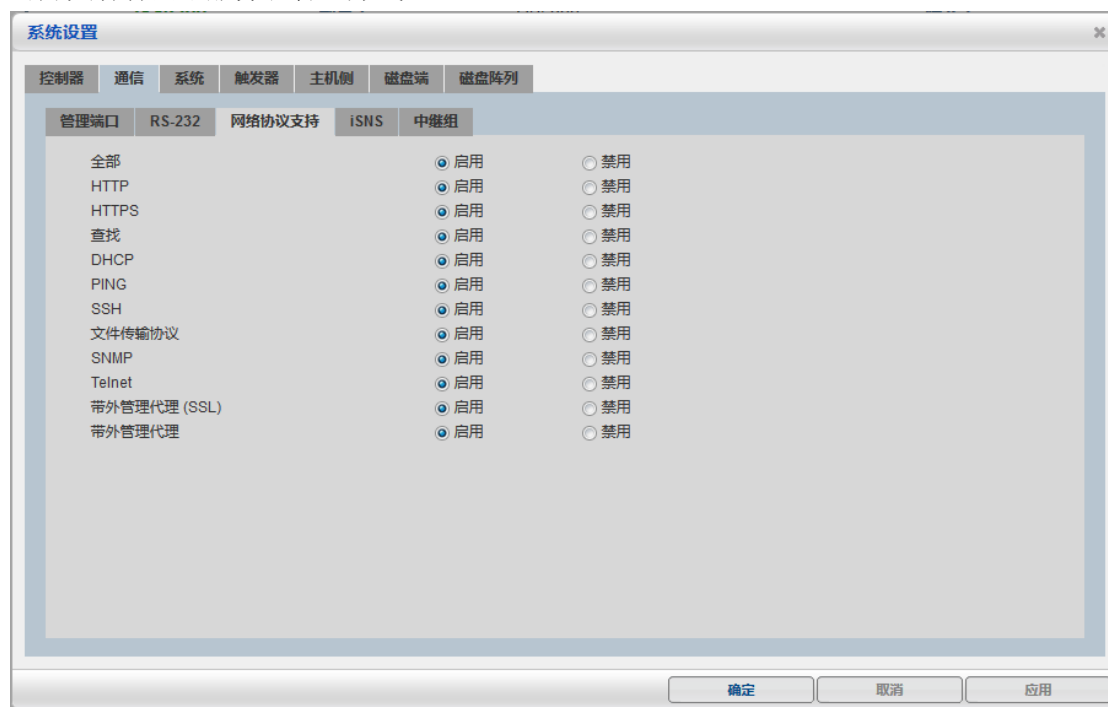 系统设置
控制器 通信 系统 触发器 主机侧 磁盘端 磁盘阵列
管理端口 RS-232 网络协议支持 iSNS 中继组
全部 启用 禁用
HTTP 启用 禁用
HTTPS 启用 禁用
查找 启用 禁用
DHCP 启用 禁用
PING 启用 禁用
SSH 启用 禁用
文件传输协议 启用 禁用
SNMP 启用 禁用
Telnet 启用 禁用
带外管理代理 (SSL) 启用 禁用
带外管理代理 启用 禁用
确定 取消 应用